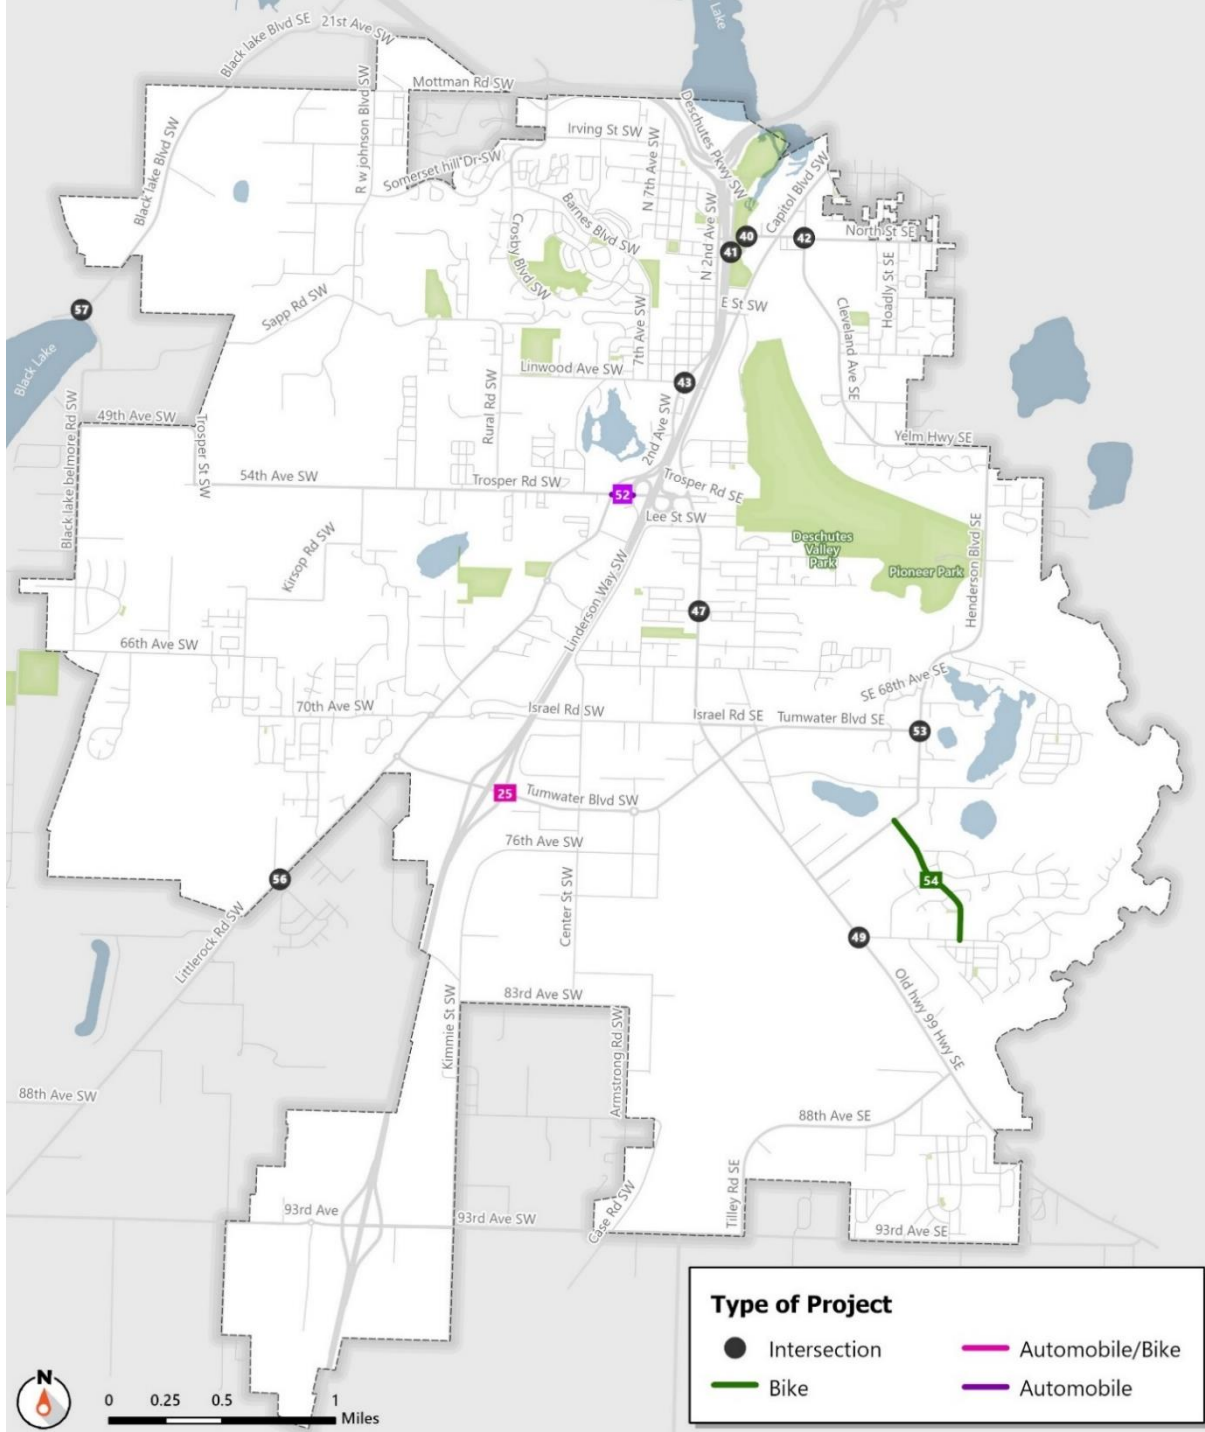 Lake
Black lake Blvd SE
21st Ave SW
Mottman Rd SW
Deschutes Pkwy SW
R w johnson Blvd SW
Irving St SW
N 7th Ave SW
Somerset hill Dr SW
Black lake Blvd SW
Capitol Blvd SW
Barnes Blvd SW
Crosby Blvd SW
N 2nd Ave SW
40
41
42
North St SE
Hoadly St SE
57
Sapp Rd SW
E St SW
7th Ave SW
Cleveland Ave SE
Black Lake
Linwood Ave SW
43
Rural Rd SW
Black lake belmore Rd SW
49th Ave SW
Trosper St SW
2nd Ave SW
Yelm Hwy SE
54th Ave SW
Trosper Rd SW
52
Trosper Rd SE
Lee St SW
Kirsop Rd SW
Deschutes
Valley
Park
Pioneer Park
Henderson Blvd SE
Linderson Way SW
47
66th Ave SW
SE 68th Ave SE
70th Ave SW
Israel Rd SW
Israel Rd SE
Tumwater Blvd SE
53
25
Tumwater Blvd SW
76th Ave SW
56
54
Center St SW
Littlerock Rd SW
49
83rd Ave SW
Old hwy 99 Hwy SE
Kimmie St SW
Armstrong Rd SW
88th Ave SW
88th Ave SE
Tilley Rd SE
93rd Ave
93rd Ave SW
Case Rd SW
93rd Ave SE
Type of Project
Intersection
Automobile/Bike
Bike
Automobile
N
0 0.25 0.5 1
Miles